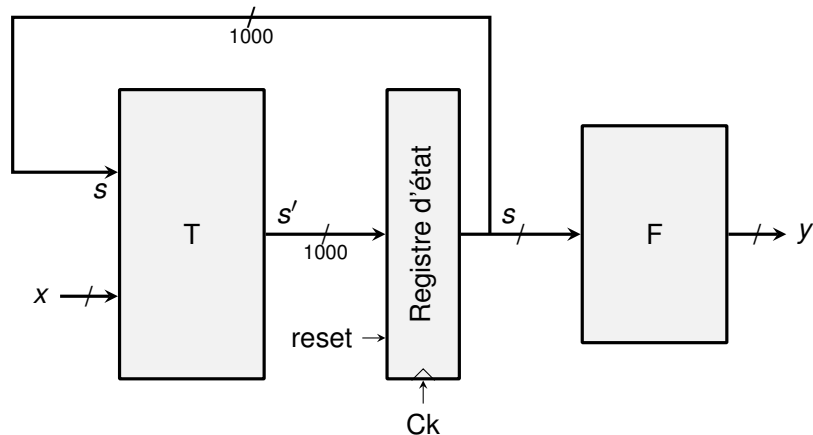 1000
s
T
x
s′
1000
Registre d'état
reset
Ck
s
F
y